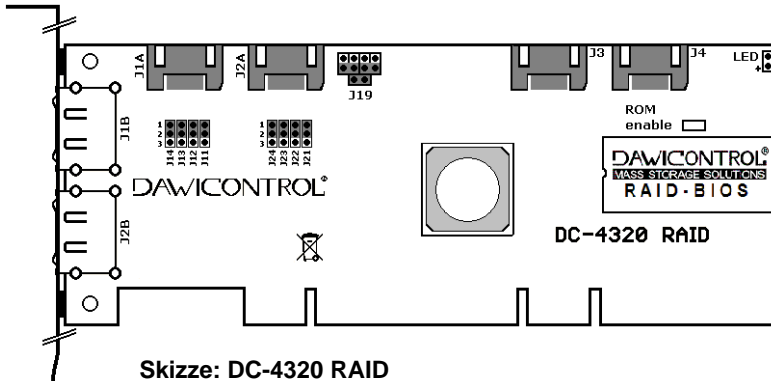 J1A
J2A
J19
J3
J4
LED
+
ROM
enable
J1B
1
2
3
J14
J13
J12
J11
1
2
3
J24
J23
J22
J21
DAWICONTROL®
DAWICONTROL®
MASS STORAGE SOLUTIONS
RAID-BIOS
J2B
DC-4320 RAID
Skizze: DC-4320 RAID